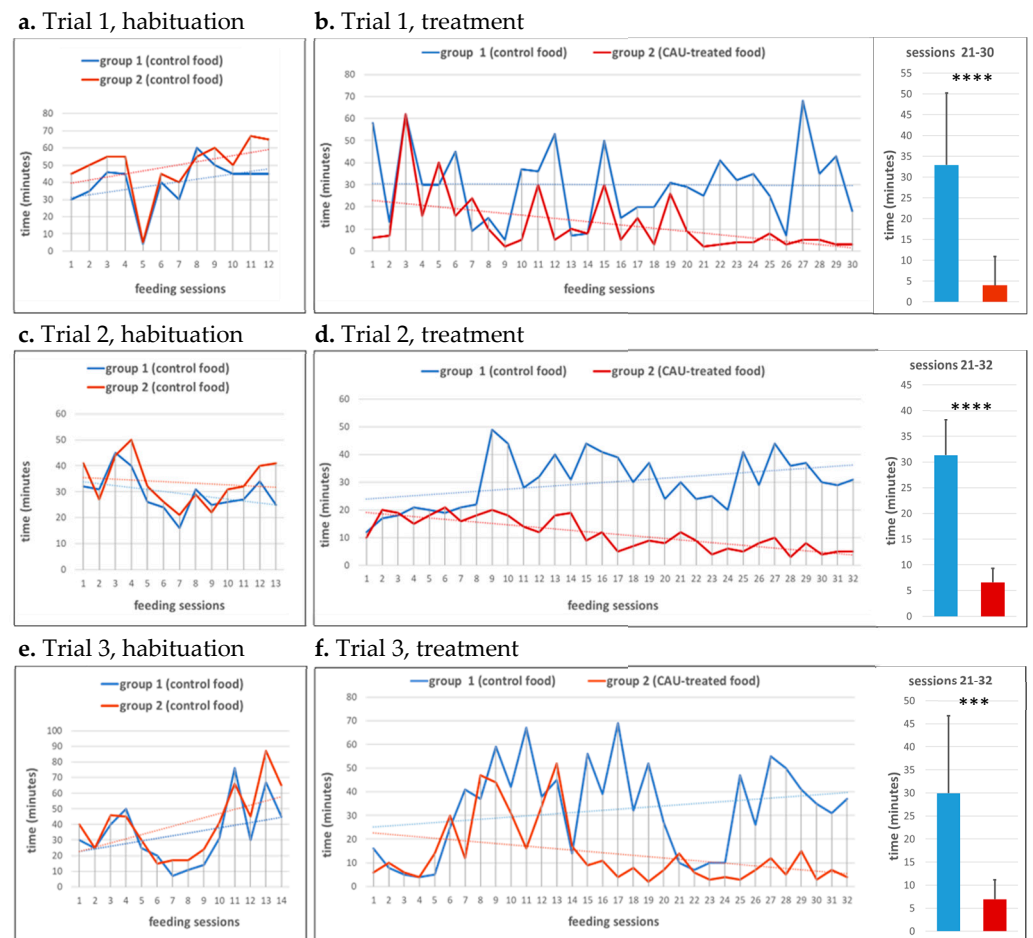 a. Trial 1, habituation
group 1 (control food)
group 2 (control food)
time (minutes)
80
70
60
50
40
30
20
10
0
1 2 3 4 5 6 7 8 9 10 11 12
feeding sessions
b. Trial 1, treatment
group 1 (control food) group 2 (CAU-treated food)
time (minutes)
80
70
60
50
40
30
20
10
0
1 2 3 4 5 6 7 8 9 10 11 12 13 14 15 16 17 18 19 20 21 22 23 24 25 26 27 28 29 30
feeding sessions
sessions 21-30
****
time (minutes)
55
50
45
40
35
30
25
20
15
10
5
0
c. Trial 2, habituation
group 1 (control food)
group 2 (control food)
time (minutes
60
50
40
30
20
10
0
1 2 3 4 5 6 7 8 9 10 11 12 13
feeding sessions
d. Trial 2, treatment
group 1 (control food) group 2 (CAU-treated food)
time (minutes)
60
50
40
30
20
10
0
1 2 3 4 5 6 7 8 9 10 11 12 13 14 15 16 17 18 19 20 21 22 23 24 25 26 27 28 29 30 31 32
feeding sessions
sessions 21-32
****
time (minutes)
45
40
35
30
25
20
15
10
5
0
e. Trial 3, habituation
group 1 (control food)
group 2 (control food)
time (minutes)
100
90
80
70
60
50
40
30
20
10
0
1 2 3 4 5 6 7 8 9 10 11 12 13 14
feeding sessions
f. Trial 3, treatment
group 1 (control food) group 2 (CAU-treated food)
time (minutes)
80
70
60
50
40
30
20
10
0
1 2 3 4 5 6 7 8 9 10 11 12 13 14 15 16 17 18 19 20 21 22 23 24 25 26 27 28 29 30 31 32
feeding sessions
sessions 21-32
***
time (minutes)
50
45
40
35
30
25
20
15
10
5
0